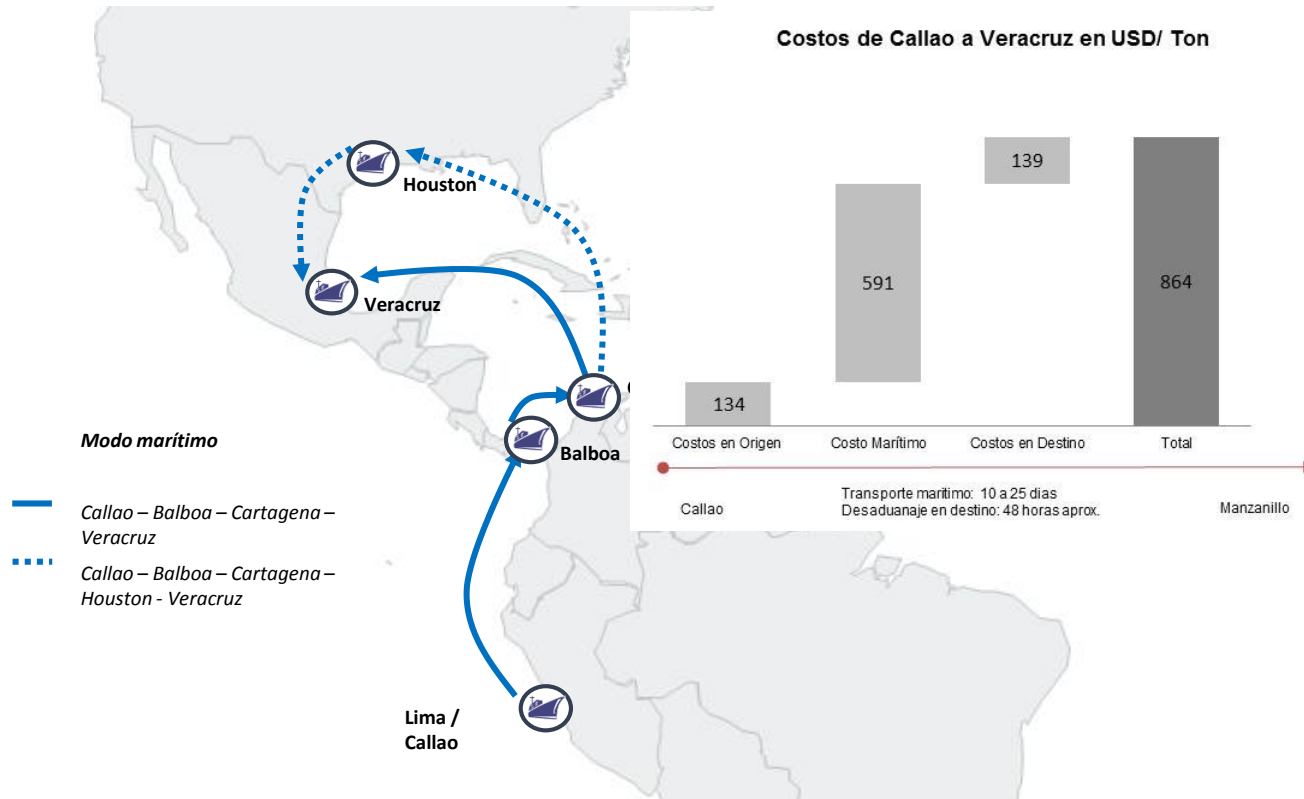 Costos de Callao a Veracruz en USD/ Ton
139
591
864
134
Costos en Origen
Costo Marítimo
Costos en Destino
Total
Transporte maritimo: 10 a 25 dias
Desaduanaje en destino: 48 horas aprox.
Callao
Manzanillo
Houston
Veracruz
Balboa
Lima /
Callao
Modo marítimo
Callao – Balboa – Cartagena –
Veracruz
Callao – Balboa – Cartagena –
Houston - Veracruz